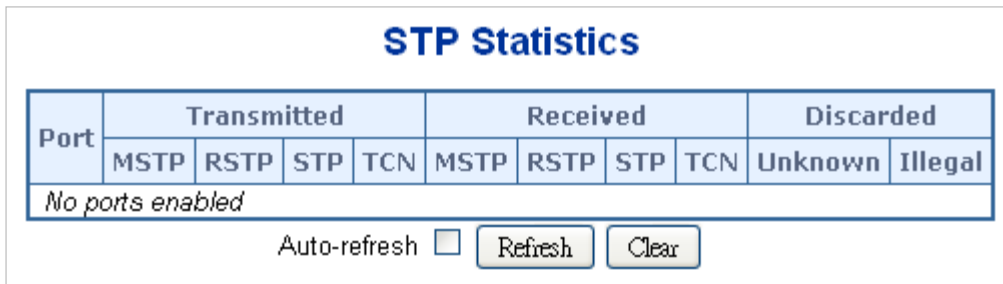 STP Statistics
Port Transmitted Received Discarded
MSTP RSTP STP TCN MSTP RSTP STP TCN Unknown Illegal
No ports enabled
Auto-refresh Refresh Clear